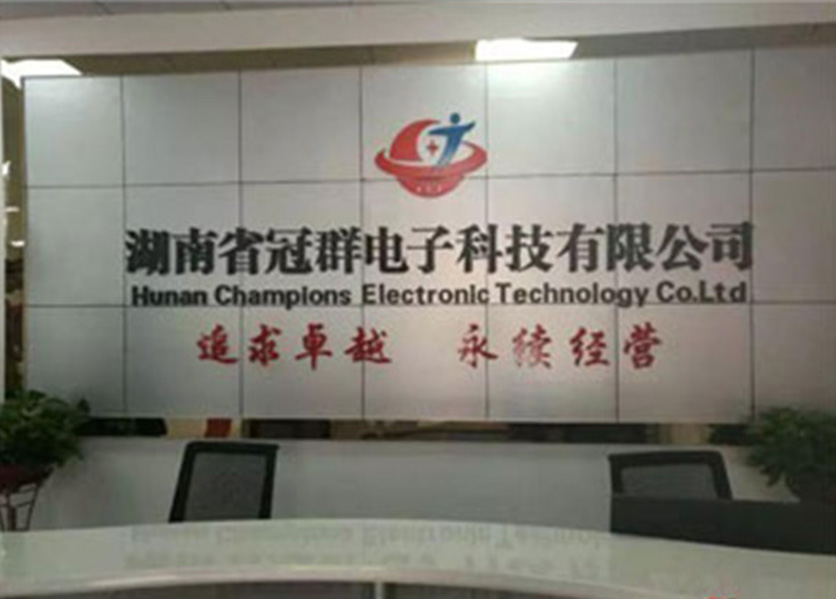 湖南省冠群电子科技有限公司
Hunan Champions Electronic Technology Co.Ltd
追求卓越 永续经营